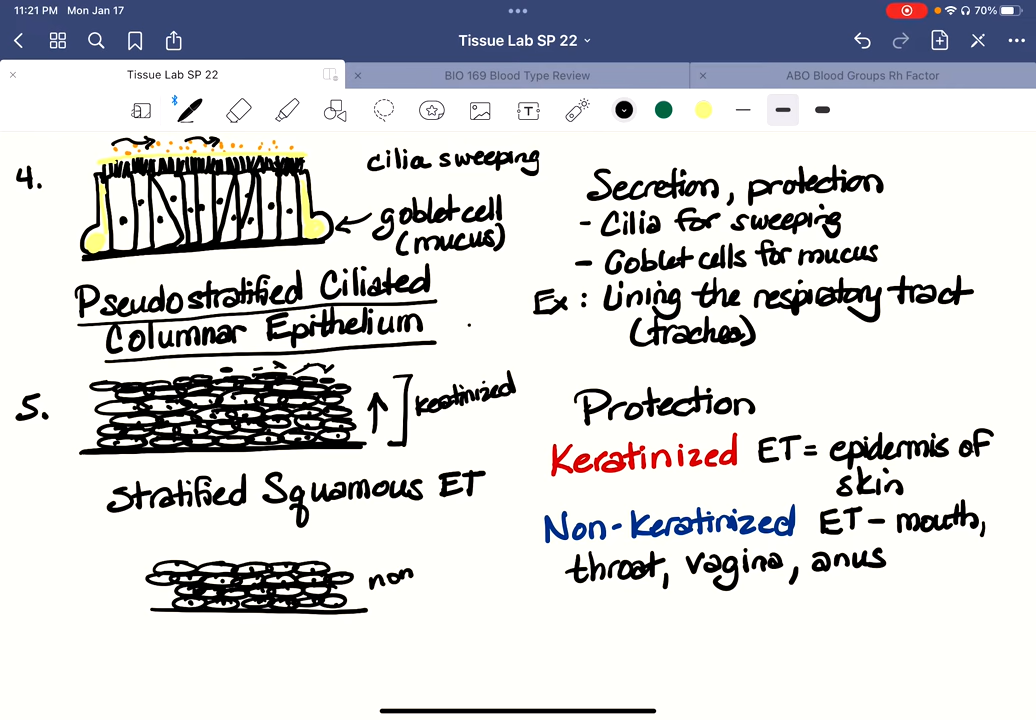 11:21 PM Mon Jan 17
70%
Tissue Lab SP 22
Tissue Lab SP 22
BIO 169 Blood Type Review
ABO Blood Groups Rh Factor
4.
cilia sweeping
goblet cell
(mucus)
Pseudostratified Ciliated
Columnar Epithelium
Secretion, protection
- Cilia for sweeping
- Goblet cells for mucus
Ex: Lining the respiratory tract
(trachea)
5.
keratinized
Stratified Squamous ET
Protection
Keratinized ET = epidermis of
skin
Non-Keratinized ET - mouth,
throat, vagina, anus
non